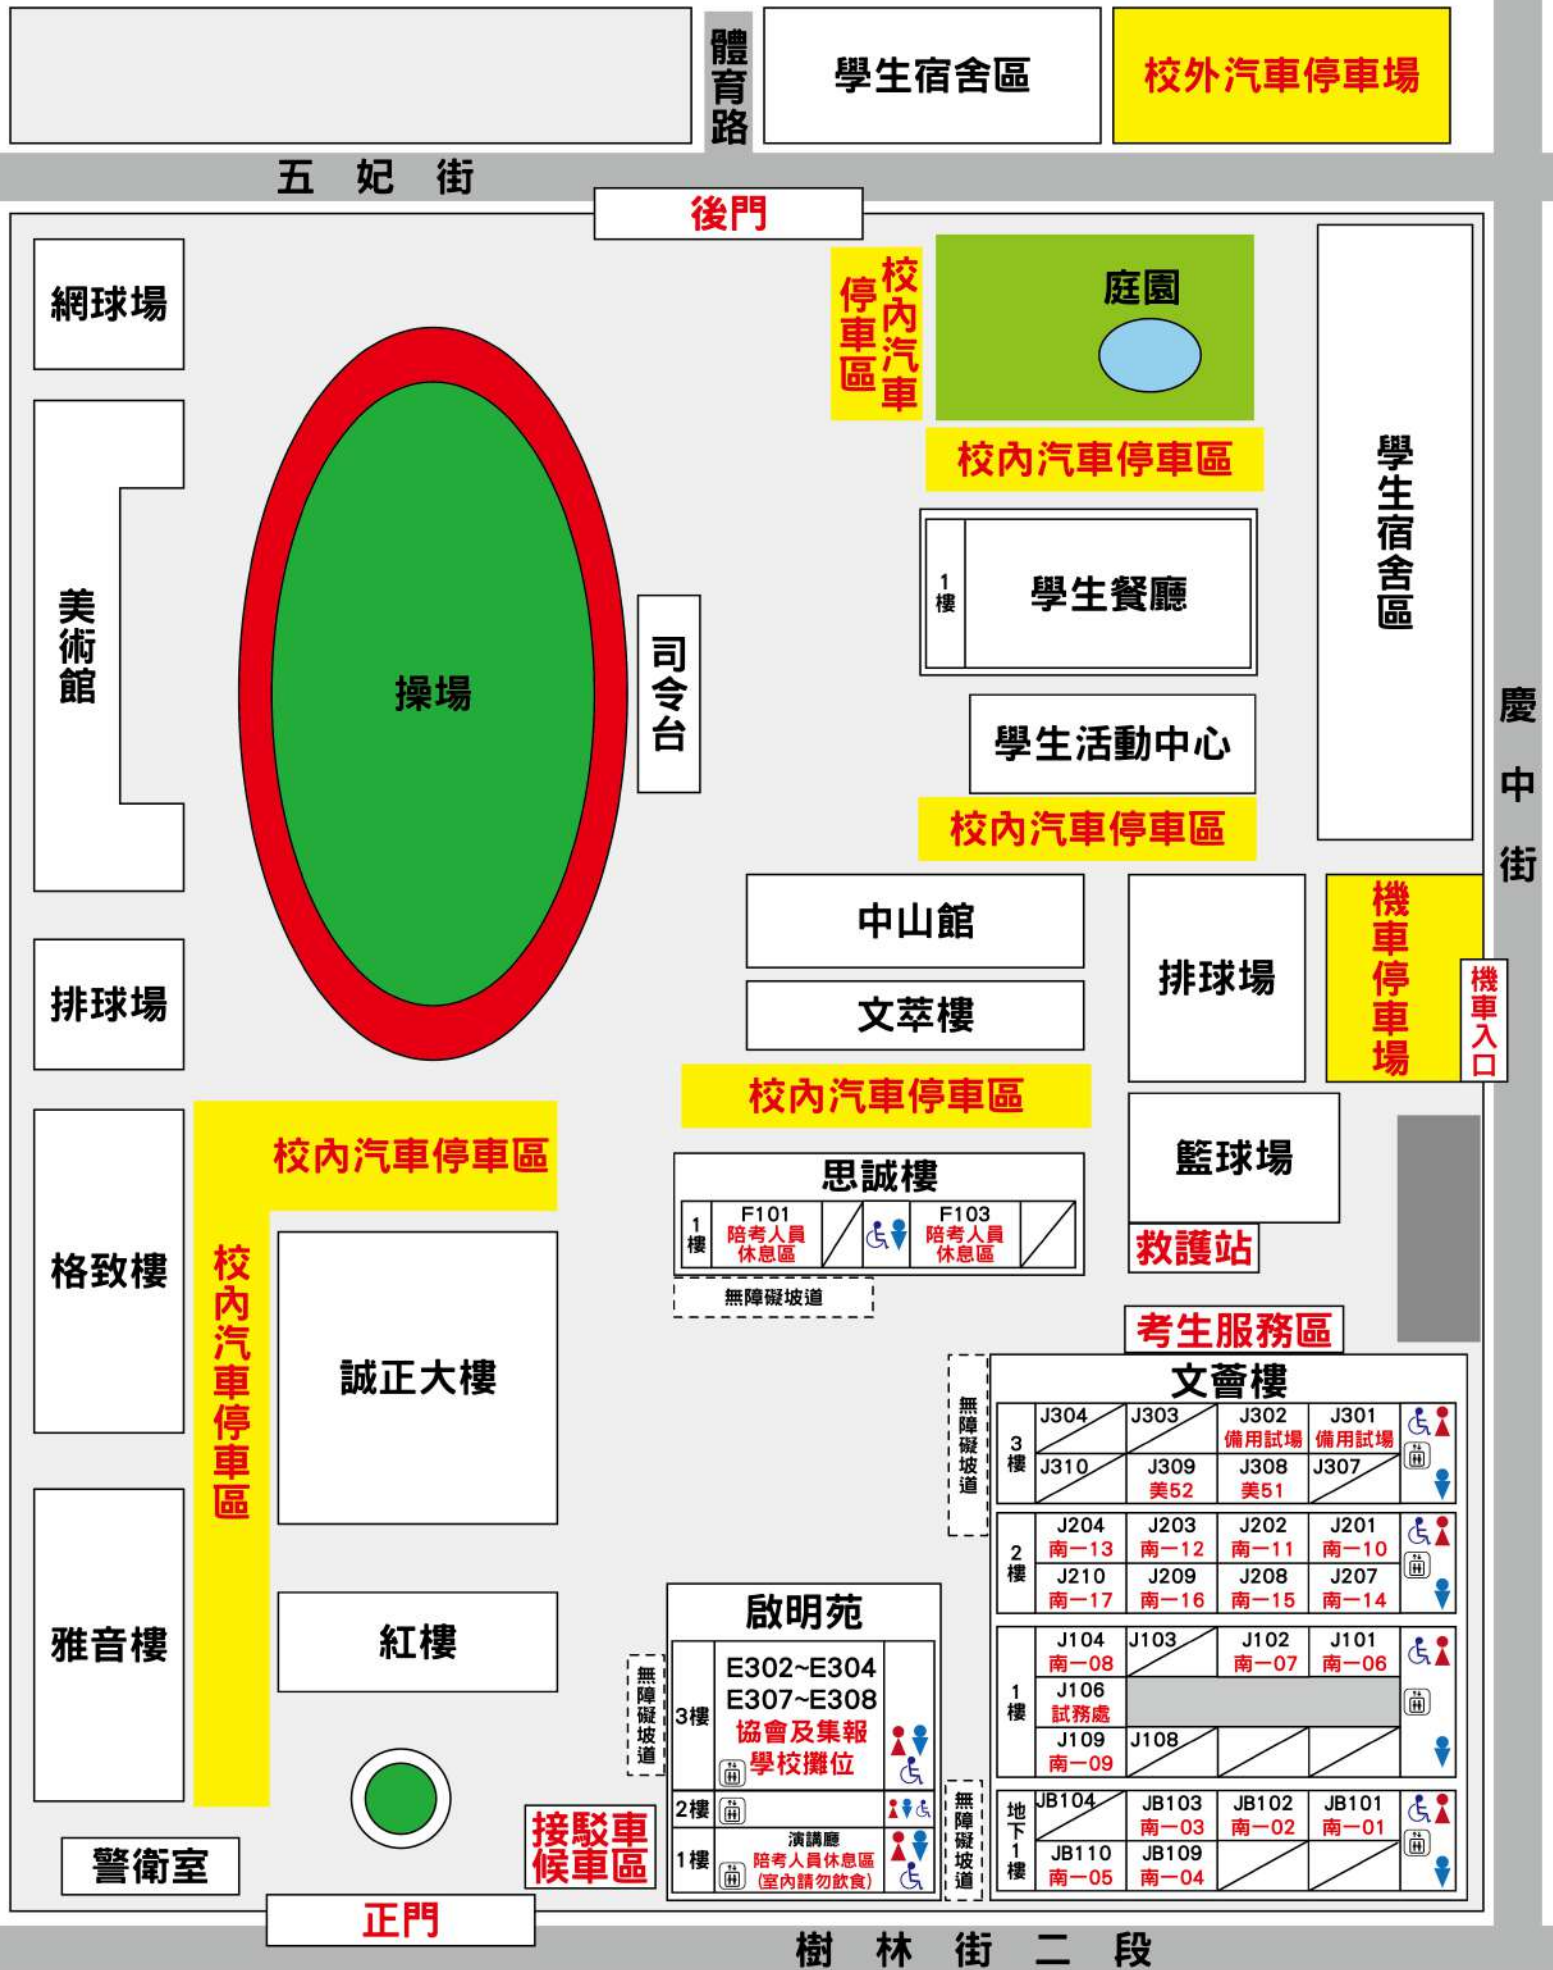 體育路
學生宿舍區
校外汽車停車場
五妃街
後門
網球場
校內汽車
停車區
庭園
校內汽車停車區
學生宿舍區
美術館
操場
司令台
1樓
學生餐廳
學生活動中心
校內汽車停車區
慶中街
中山館
文萃樓
排球場
機車停車場
機車入口
排球場
校內汽車停車區
籃球場
救護站
校內汽車停車區
校內汽車停車區
格致樓
誠正大樓
思誠樓
1樓
F101
陪考人員
休息區
F103
陪考人員
休息區
無障礙坡道
考生服務區
文薈樓
無障礙坡道
3樓
J304
J303
J302
備用試場
J301
備用試場
J310
J309
美52
J308
美51
J307
2樓
J204
南一13
J203
南一12
J202
南一11
J201
南一10
J210
南一17
J209
南一16
J208
南一15
J207
南一14
1樓
J104
南一08
J103
J102
南一07
J101
南一06
J106
試務處
J109
南一09
J108
地下1樓
JB104
JB103
南一03
JB102
南一02
JB101
南一01
JB110
南一05
JB109
南一04
無障礙坡道
雅音樓
紅樓
啟明苑
無障礙坡道
3樓
E302~E304
E307~E308
協會及集報
學校攤位
2樓
1樓
演講廳
陪考人員休息區
(室內請勿飲食)
接駁車
候車區
警衛室
正門
樹林街二段